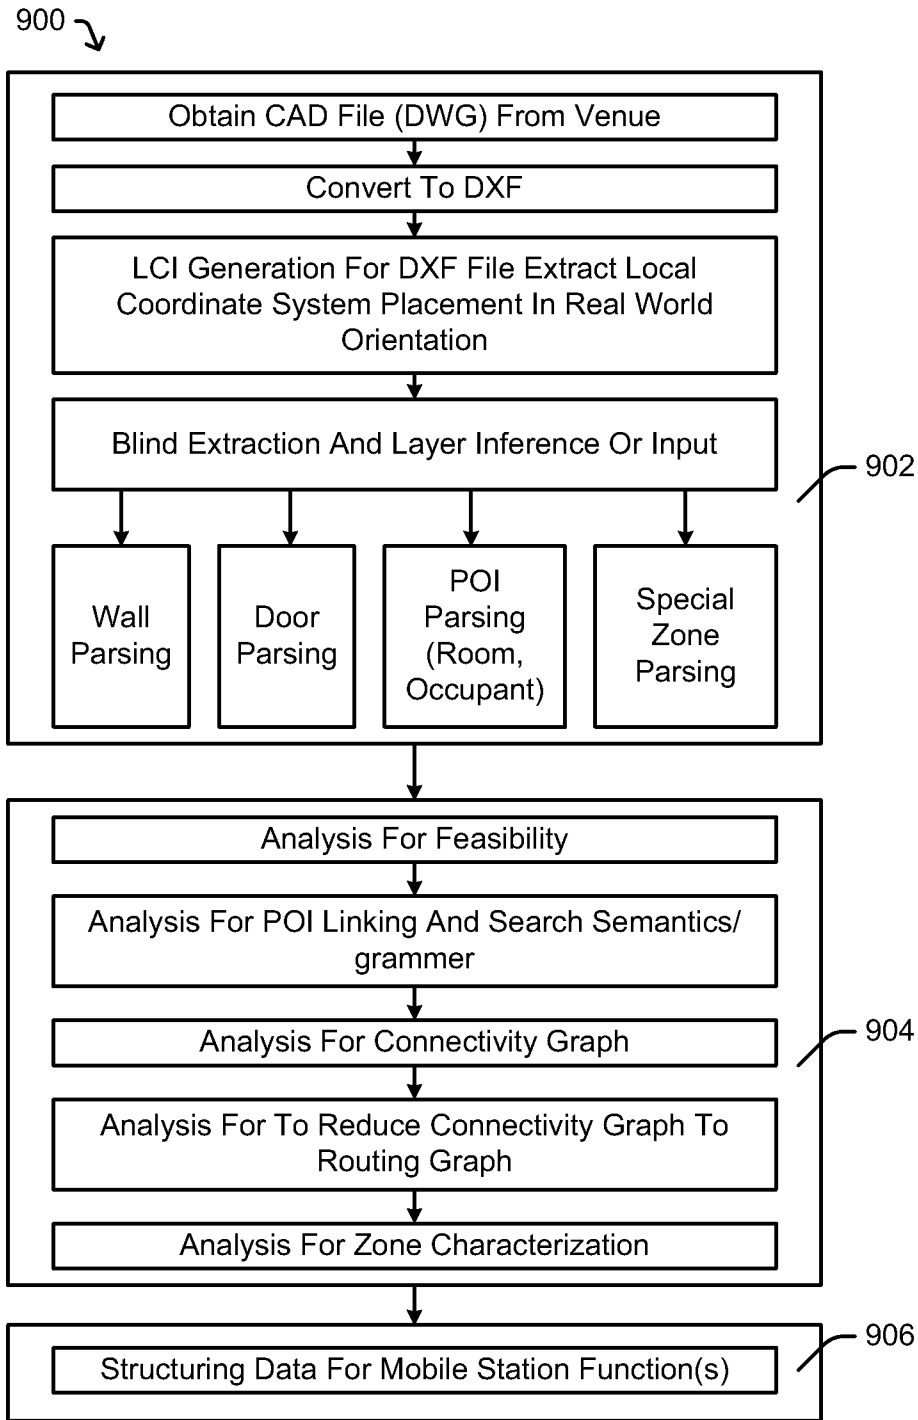 900
Obtain CAD File (DWG) From Venue
Convert To DXF
LCI Generation For DXF File Extract Local
Coordinate System Placement In Real World
Orientation
Blind Extraction And Layer Inference Or Input
902
Wall
Parsing
Door
Parsing
POI
Parsing
(Room,
Occupant)
Special
Zone
Parsing
Analysis For Feasibility
Analysis For POI Linking And Search Semantics/
grammer
Analysis For Connectivity Graph
904
Analysis For To Reduce Connectivity Graph To
Routing Graph
Analysis For Zone Characterization
906
Structuring Data For Mobile Station Function(s)